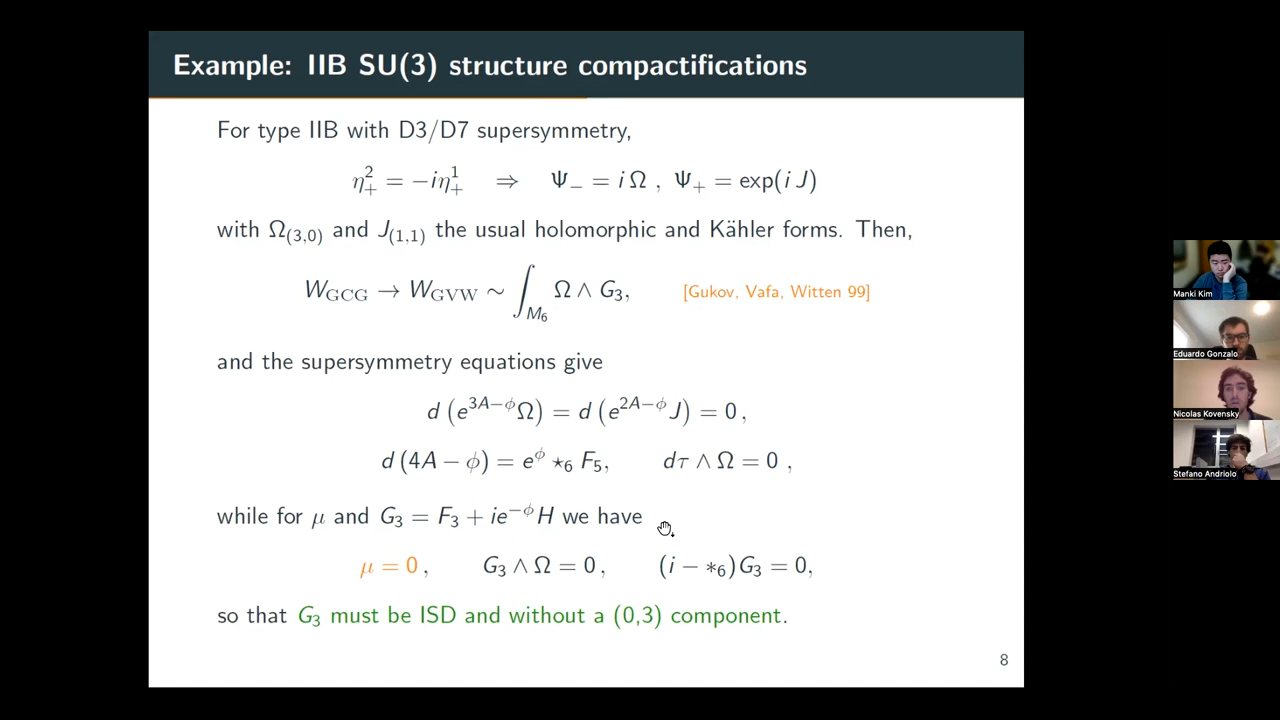 Example: IIB SU(3) structure compactifications
For type IIB with D3/D7 supersymmetry,
η²₊ = −iη¹₊ ⇒ Ψ₋ = i Ω , Ψ₊ = exp(i J)
with Ω₍₃,₀₎ and J₍₁,₁₎ the usual holomorphic and Kähler forms. Then,
W_GCG → W_GVW ∼ ∫_M₆ Ω ∧ G₃, [Gukov, Vafa, Witten 99]
and the supersymmetry equations give
d (e^{3A−ϕ}Ω) = d (e^{2A−ϕ}J) = 0 ,
d (4A − ϕ) = e^ϕ ⋆₆ F₅, dτ ∧ Ω = 0 ,
while for μ and G₃ = F₃ + ie^{−ϕ}H we have
μ = 0 , G₃ ∧ Ω = 0 , (i − ∗₆)G₃ = 0,
so that G₃ must be ISD and without a (0,3) component.
8
Manki Kim
Eduardo Gonzalo
Nicolas Kovensky
Stefano Andriolo